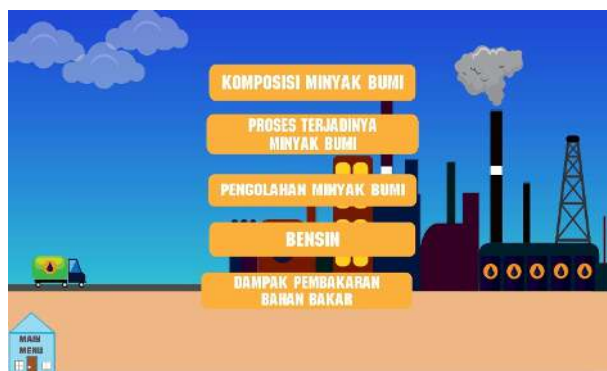 KOMPOSISI MINYAK BUMI
PROSES TERJADINYA
MINYAK BUMI
PENGOLAHAN MINYAK BUMI
BENSIN
DAMPAK PEMBAKARAN
BAHAN BAKAR
MAIN
MENU